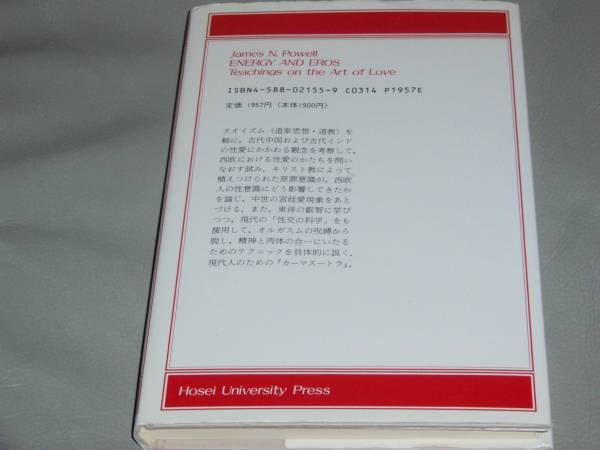 James N. Powell
ENERGY AND EROS
Teachings on the Art of Love
ISBN4-588-02155-9 C0314 P1957E
定価 1957円 (本体1900円)
タオイズム (道家思想・道教) を
軸に，古代中国および古代インド
の性愛にかかわる観念を考察して，
西欧における性愛のかたちを問い
なおす試み．キリスト教によって
植えつけられた原罪意識が，西欧
人の性意識にどう影響してきたか
を論じ，中世の宮廷愛現象をあと
づける．また，東洋の叡智に学び
つつ，現代の「性交の科学」をも
援用して，オルガスムの呪縛から
脱し，精神と肉体の合一にいたる
ためのテクニックを具体的に説く，
現代人のための『カーマスートラ』．
Hosei University Press